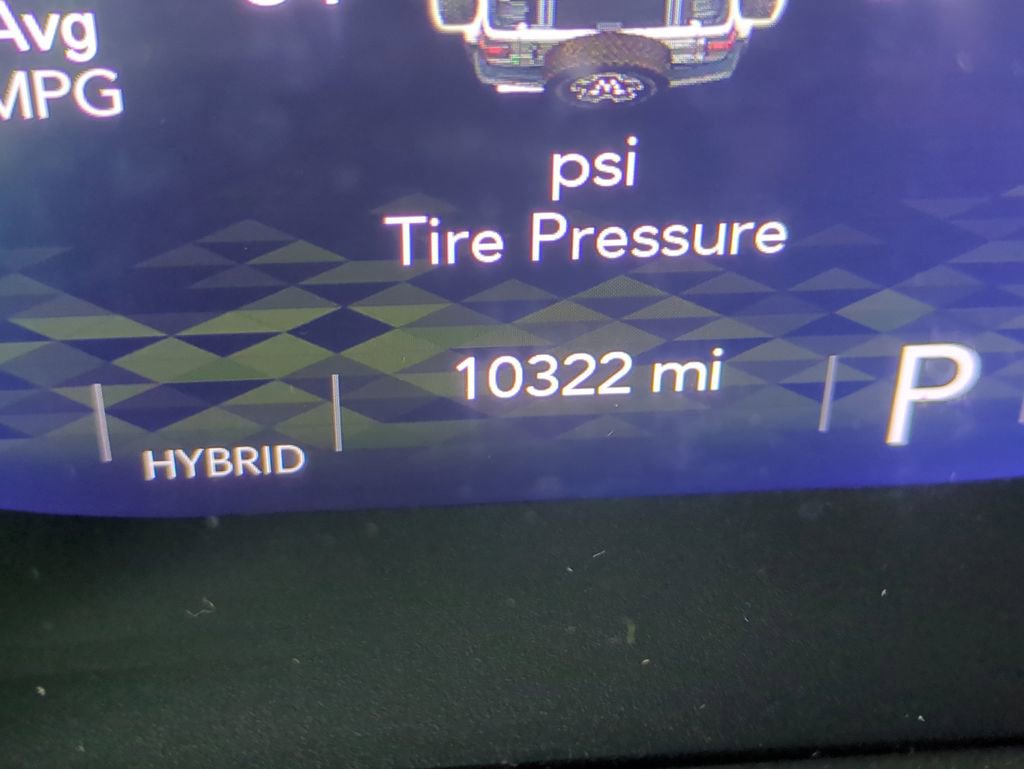 Avg
MPG
psi
Tire Pressure
10322 mi
P
HYBRID